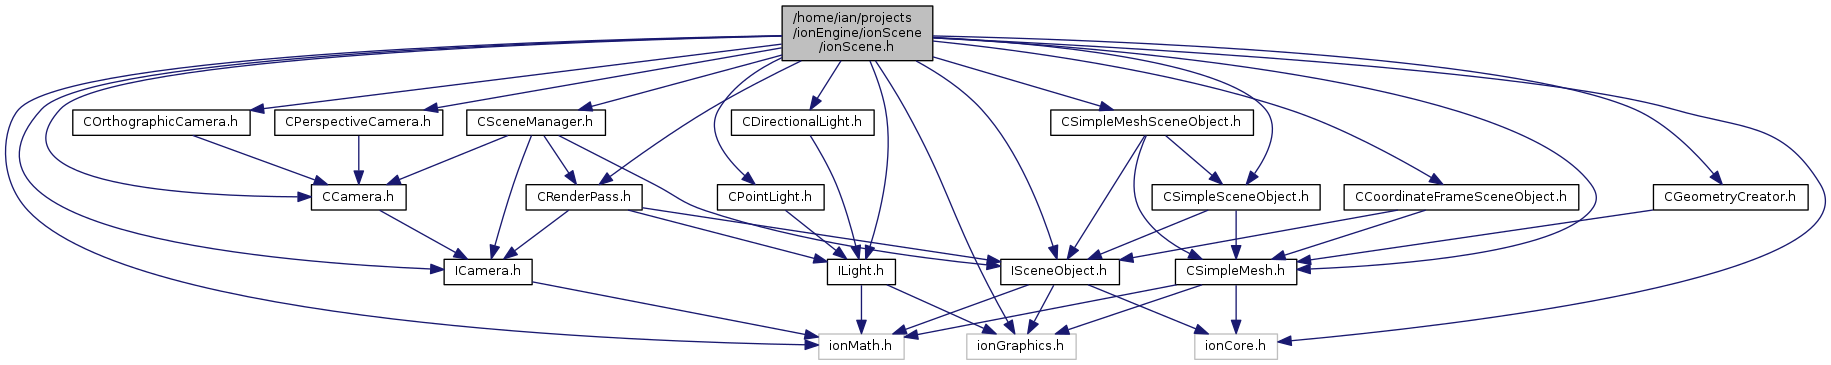 /home/ian/projects
/ionEngine/ionScene
/ionScene.h
COrthographicCamera.h
CPerspectiveCamera.h
CSceneManager.h
CDirectionalLight.h
CSimpleMeshSceneObject.h
CCamera.h
CRenderPass.h
CPointLight.h
CSimpleSceneObject.h
CCoordinateFrameSceneObject.h
CGeometryCreator.h
ICamera.h
ILight.h
ISceneObject.h
CSimpleMesh.h
ionMath.h
ionGraphics.h
ionCore.h